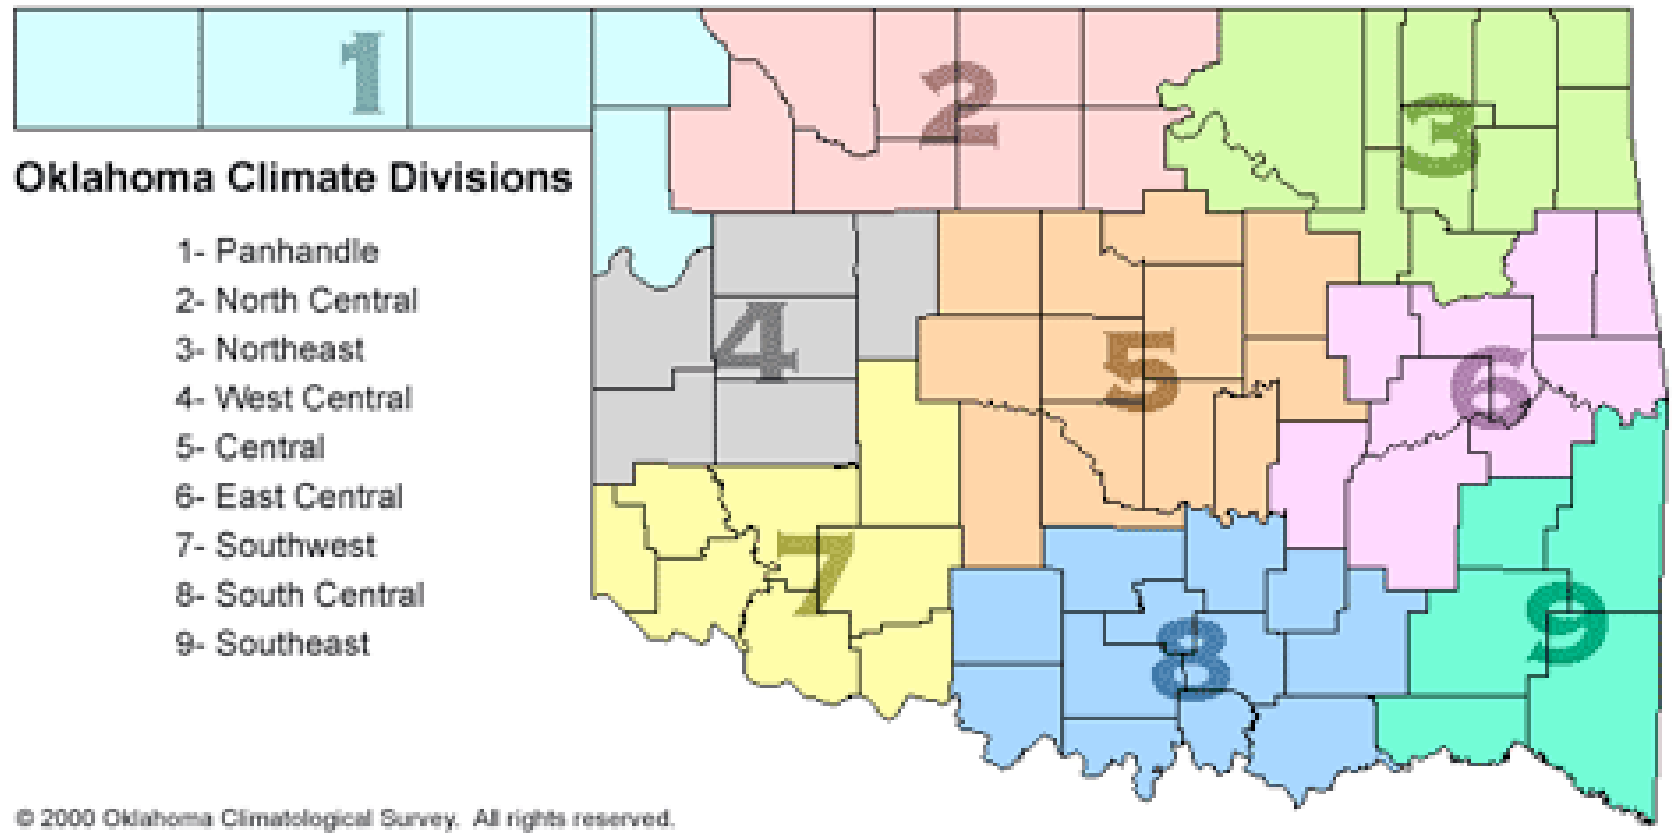 1
2
3
Oklahoma Climate Divisions
1- Panhandle
2- North Central
3- Northeast
4- West Central
5- Central
6- East Central
7- Southwest
8- South Central
9- Southeast
4
5
6
7
8
9
© 2000 Oklahoma Climatological Survey. All rights reserved.